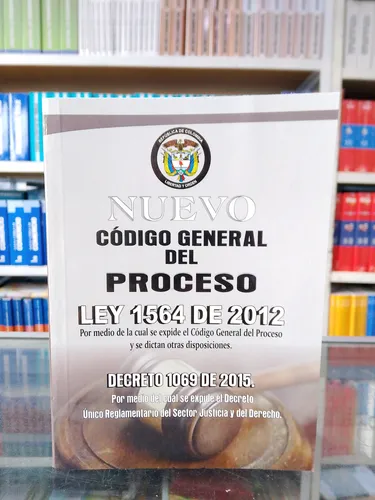 REPÚBLICA DE COLOMBIA
LIBERTAD Y ORDEN
NUEVO
CÓDIGO GENERAL
DEL
PROCESO
LEY 1564 DE 2012
Por medio de la cual se expide el Código General del Proceso
y se dictan otras disposiciones.
DECRETO 1069 DE 2015.
Por medio del cual se expide el Decreto
Único Reglamentario del Sector Justicia y del Derecho.